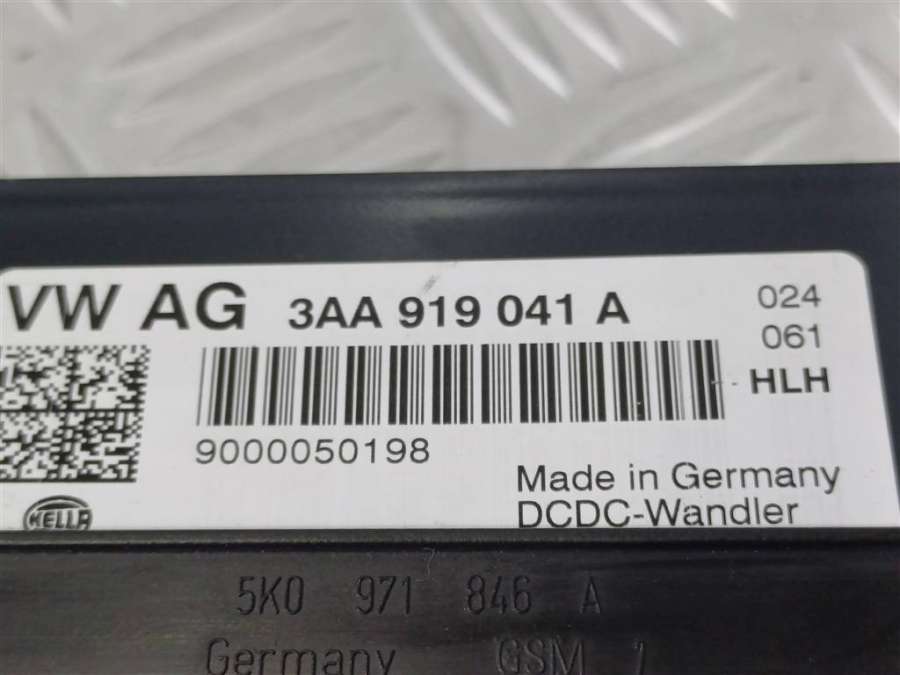 VW AG 3AA 919 041 A
024
061
HLH
9000050198
Made in Germany
DCDC-Wandler
HELLA
5K0 971 846 A
Germany GSM 7